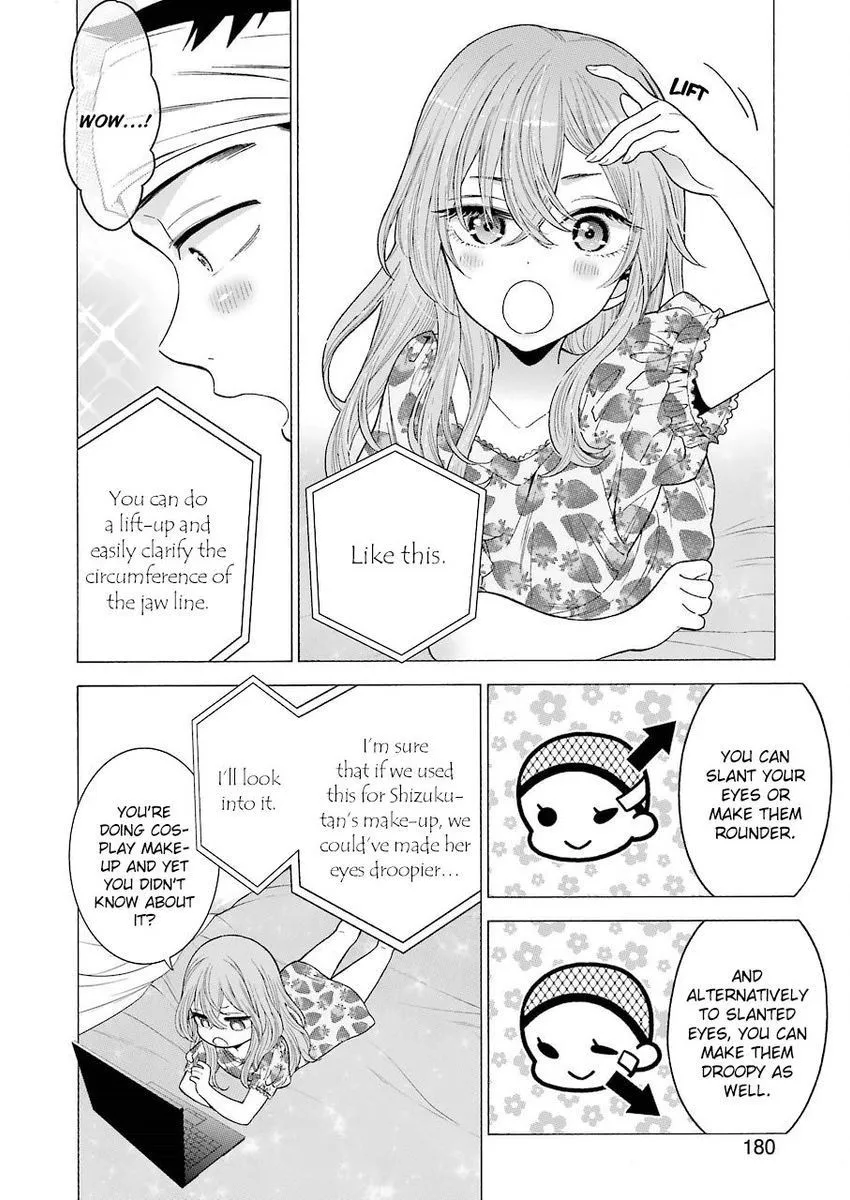 LIFT
WOW...!
Like this.
You can do
a lift-up and
easily clarify the
circumference of
the jaw line.
YOU CAN
SLANT YOUR
EYES OR
MAKE THEM
ROUNDER.
AND
ALTERNATIVELY
TO SLANTED
EYES, YOU CAN
MAKE THEM
DROOPY AS
WELL.
I'm sure
that if we used
this for Shizuku-
tan's make-up, we
could've made her
eyes droopier...
I'll look
into it.
YOU'RE
DOING COS-
PLAY MAKE-
UP AND YET
YOU DIDN'T
KNOW ABOUT
IT?
180